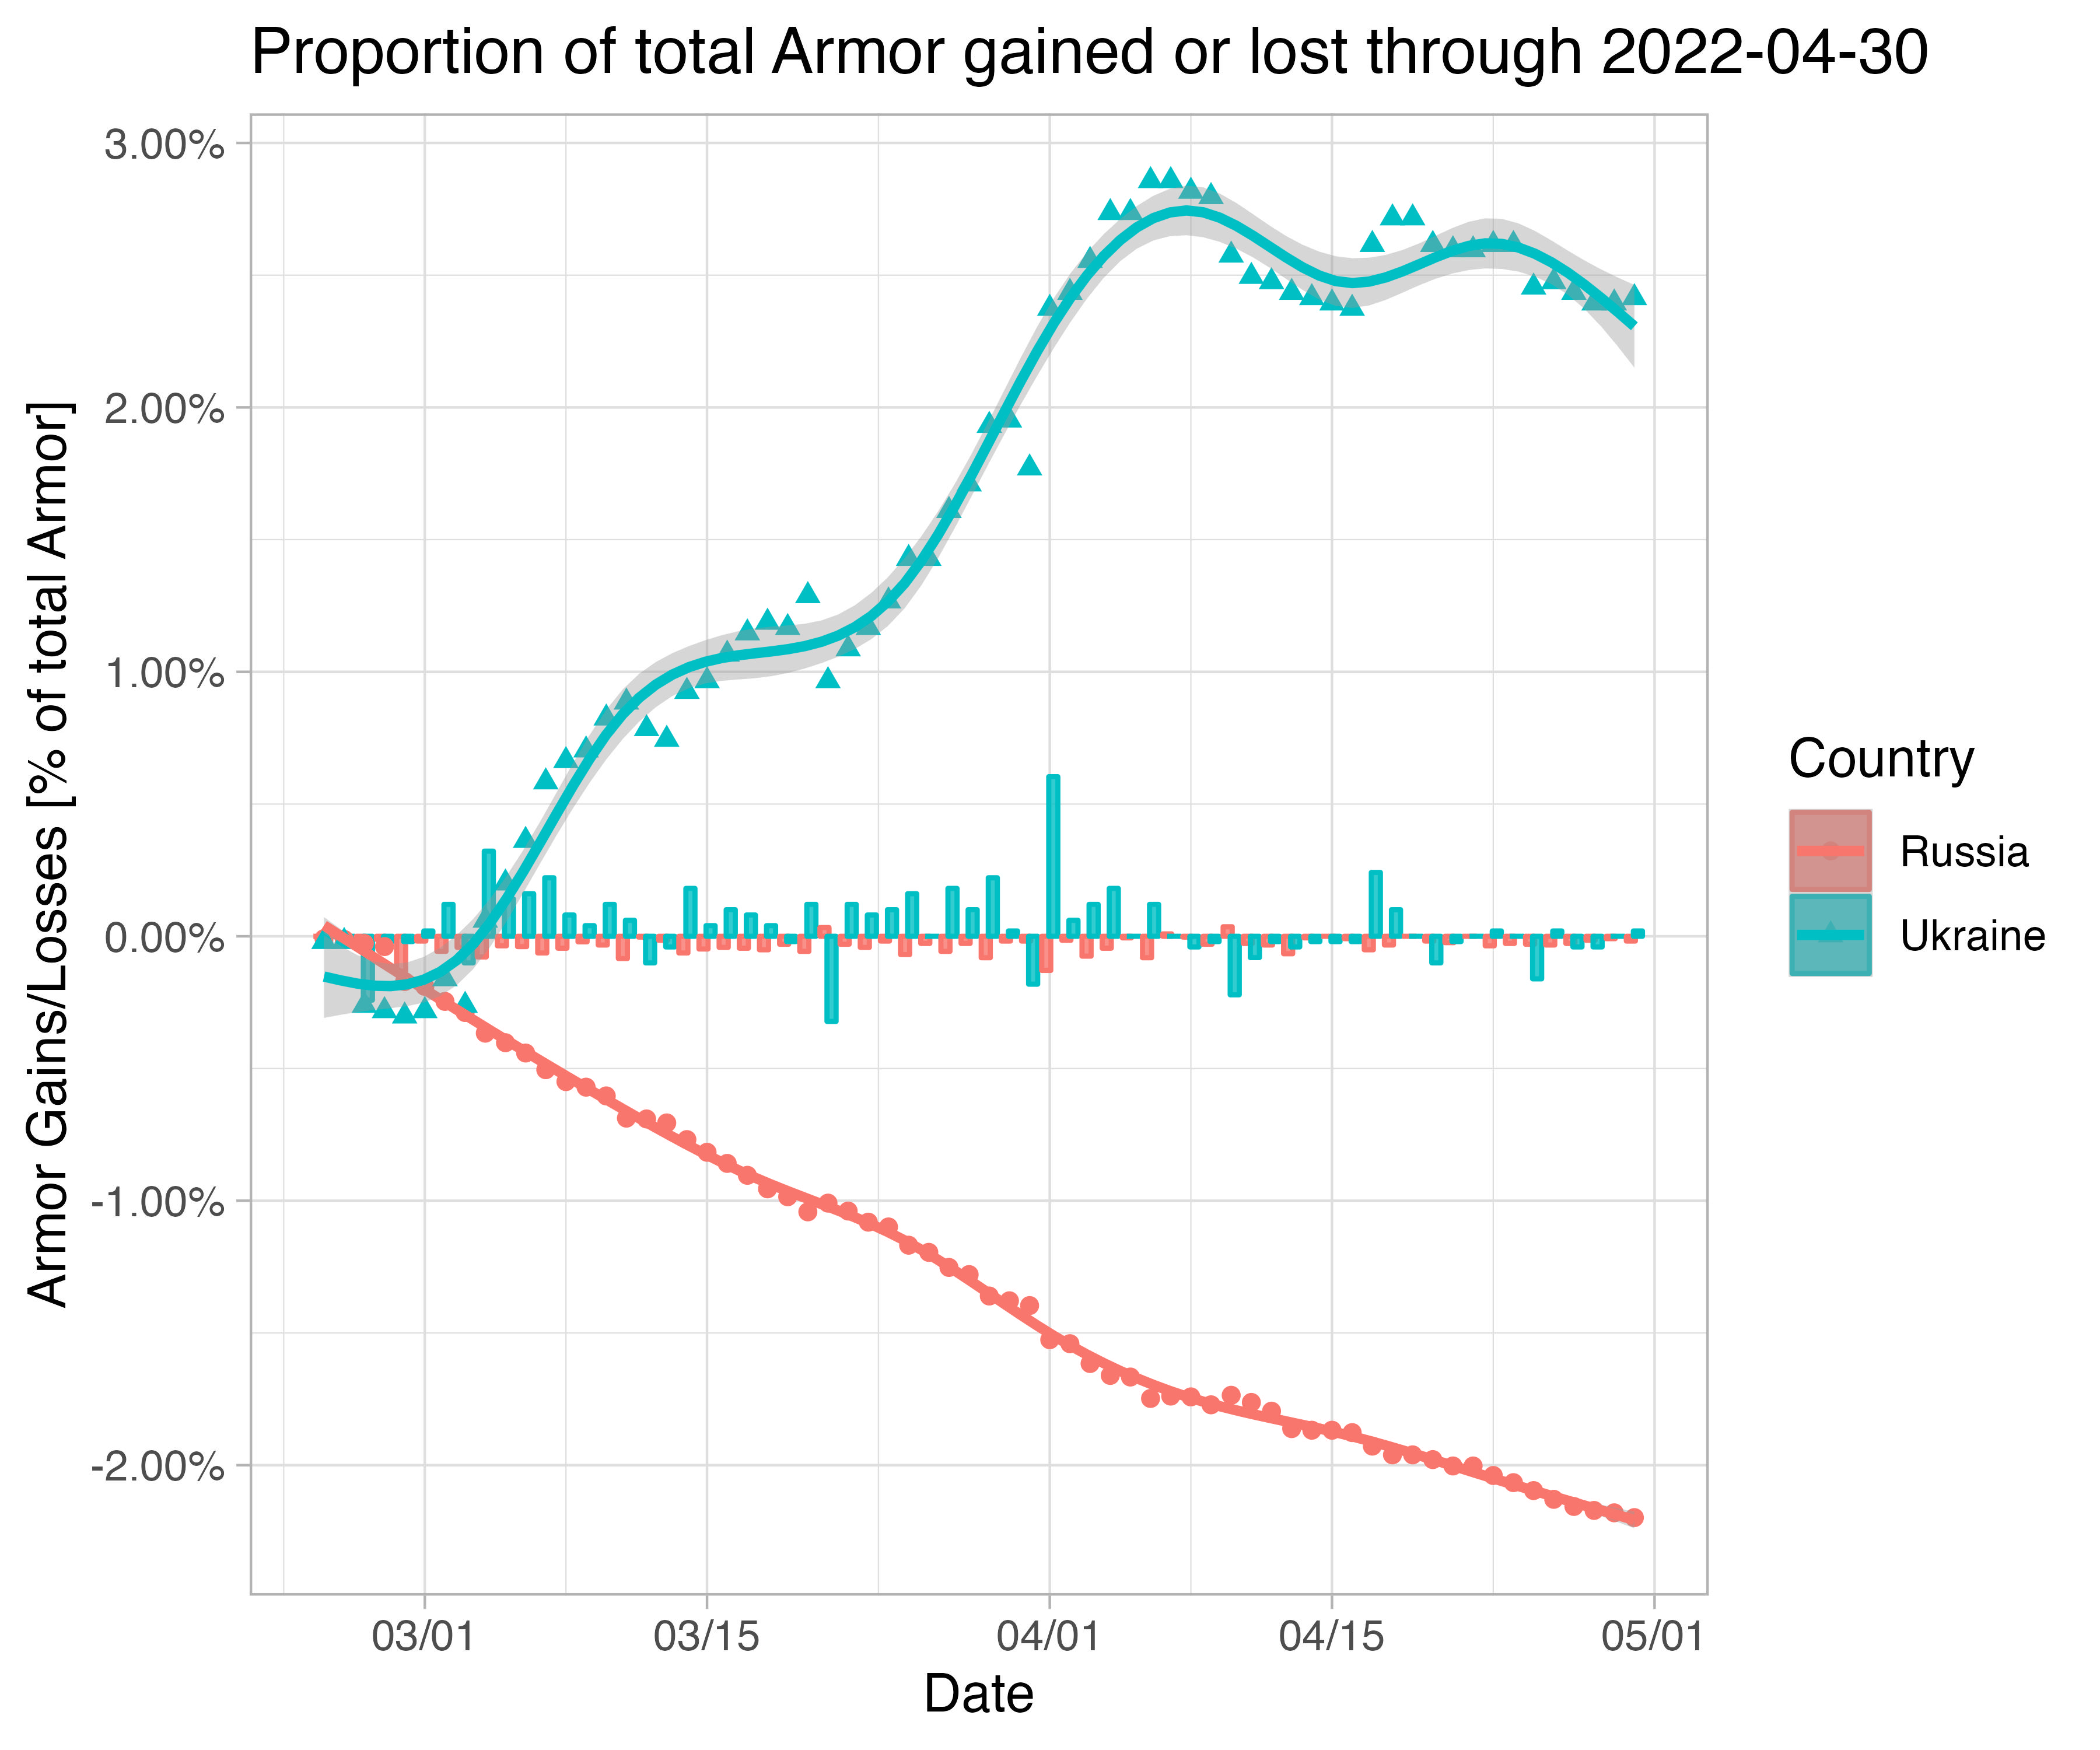 Proportion of total Armor gained or lost through 2022-04-30
Armor Gains/Losses [% of total Armor]
3.00%
2.00%
1.00%
0.00%
-1.00%
-2.00%
03/01
03/15
04/01
04/15
05/01
Date
Country
Russia
Ukraine